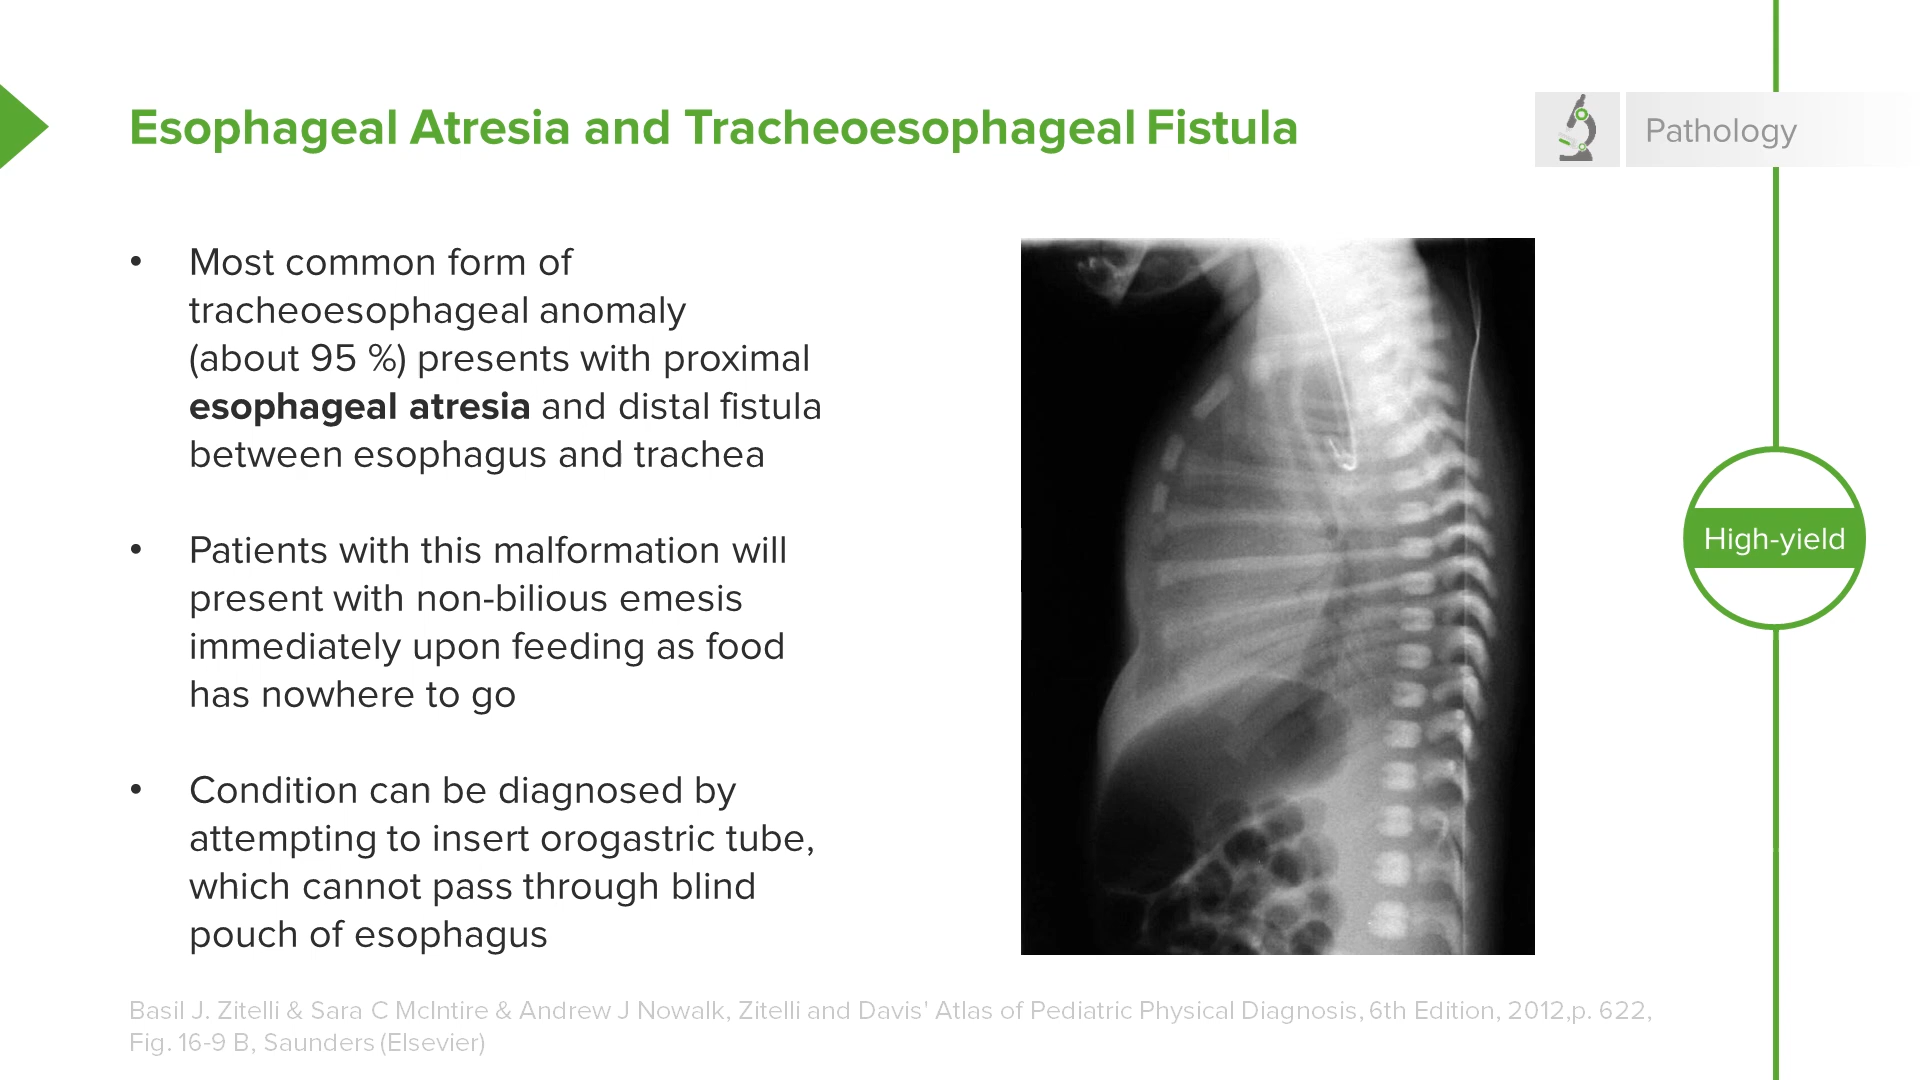 Esophageal Atresia and Tracheoesophageal Fistula
Pathology
• Most common form of
tracheoesophageal anomaly
(about 95 %) presents with proximal
esophageal atresia and distal fistula
between esophagus and trachea
• Patients with this malformation will
present with non-bilious emesis
immediately upon feeding as food
has nowhere to go
• Condition can be diagnosed by
attempting to insert orogastric tube,
which cannot pass through blind
pouch of esophagus
High-yield
Basil J. Zitelli & Sara C McIntire & Andrew J Nowalk, Zitelli and Davis' Atlas of Pediatric Physical Diagnosis, 6th Edition, 2012,p. 622,
Fig. 16-9 B, Saunders (Elsevier)